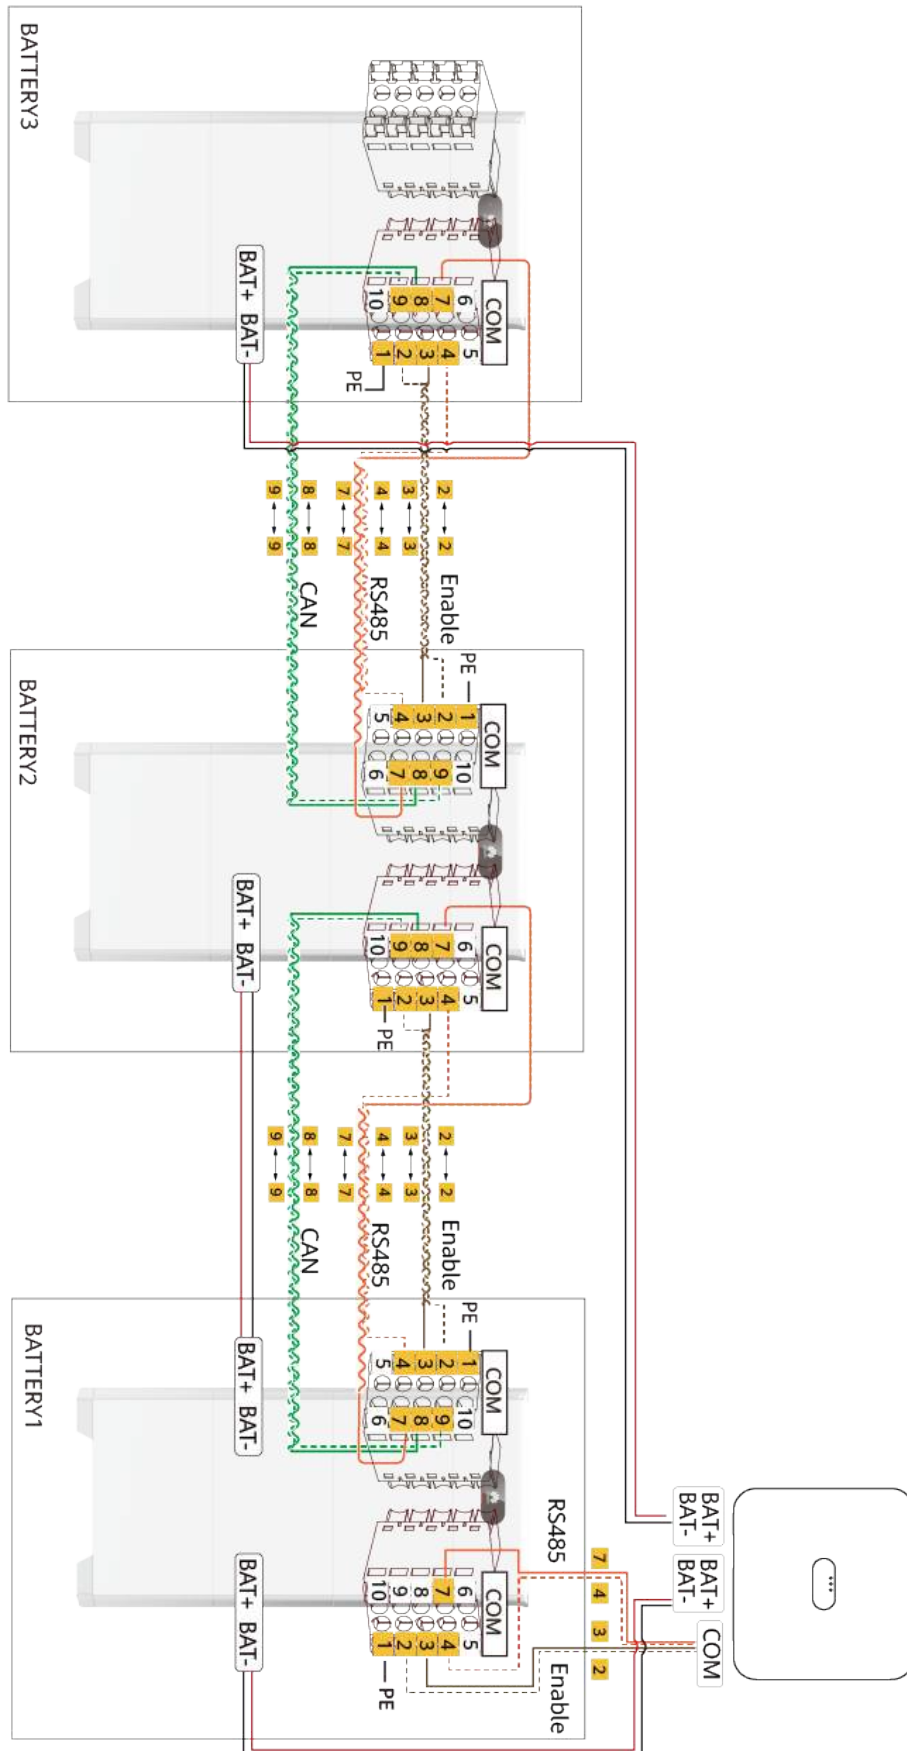 BATTERY3
COM
6
7
8
9
10
5
4
3
2
1
PE
BAT+ BAT-
2 ↔ 2
3 ↔ 3
4 ↔ 4
7 ↔ 7
8 ↔ 8
9 ↔ 9
Enable
RS485
CAN
BATTERY2
PE
COM
1
2
3
4
5
10
9
8
7
6
BAT+ BAT-
COM
6
7
8
9
10
5
4
3
2
1
PE
2 ↔ 2
3 ↔ 3
4 ↔ 4
7 ↔ 7
8 ↔ 8
9 ↔ 9
Enable
RS485
CAN
BATTERY1
PE
COM
1
2
3
4
5
10
9
8
7
6
BAT+ BAT-
COM
6
7
8
9
10
5
4
3
2
1
PE
BAT+ BAT-
RS485
7
4
3
2
Enable
BAT+
BAT-
BAT+
BAT-
COM